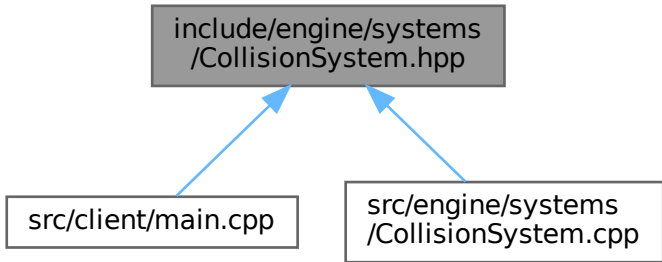 include/engine/systems
/CollisionSystem.hpp
src/client/main.cpp
src/engine/systems
/CollisionSystem.cpp